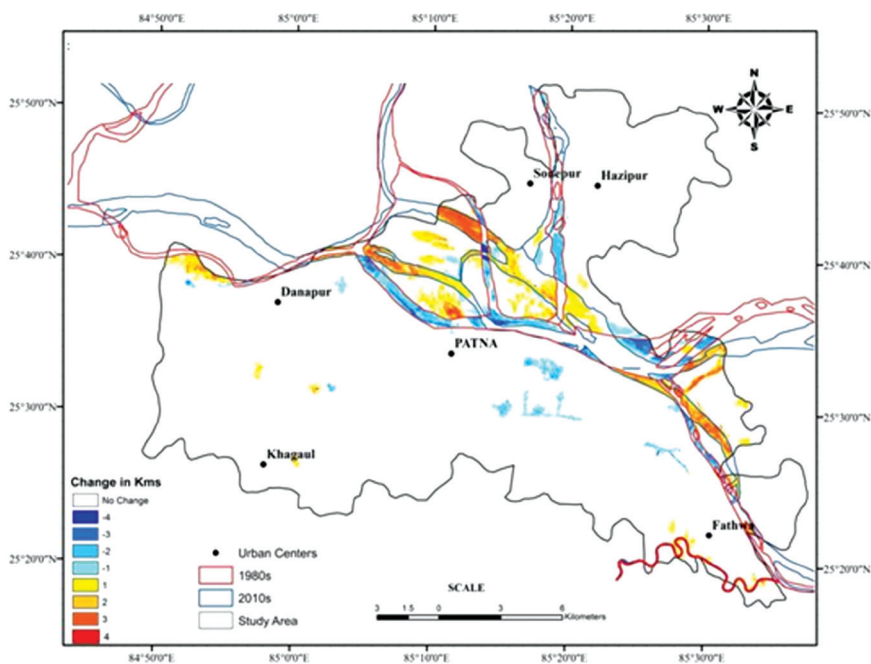 84°50'0"E 85°0'0"E 85°10'0"E 85°20'0"E 85°30'0"E
25°50'0"N 25°50'0"N
N
W E
S
Sonepur Hazipur
25°40'0"N 25°40'0"N
Danapur
PATNA
25°30'0"N 25°30'0"N
Khagaul
Fathwa
25°20'0"N 25°20'0"N
Change in Kms
No Change
-4
-3
-2
-1
1
2
3
4
Urban Centers
1980s
2010s
Study Area
SCALE
3 1.5 0 3 6
Kilometers
84°50'0"E 85°0'0"E 85°10'0"E 85°20'0"E 85°30'0"E